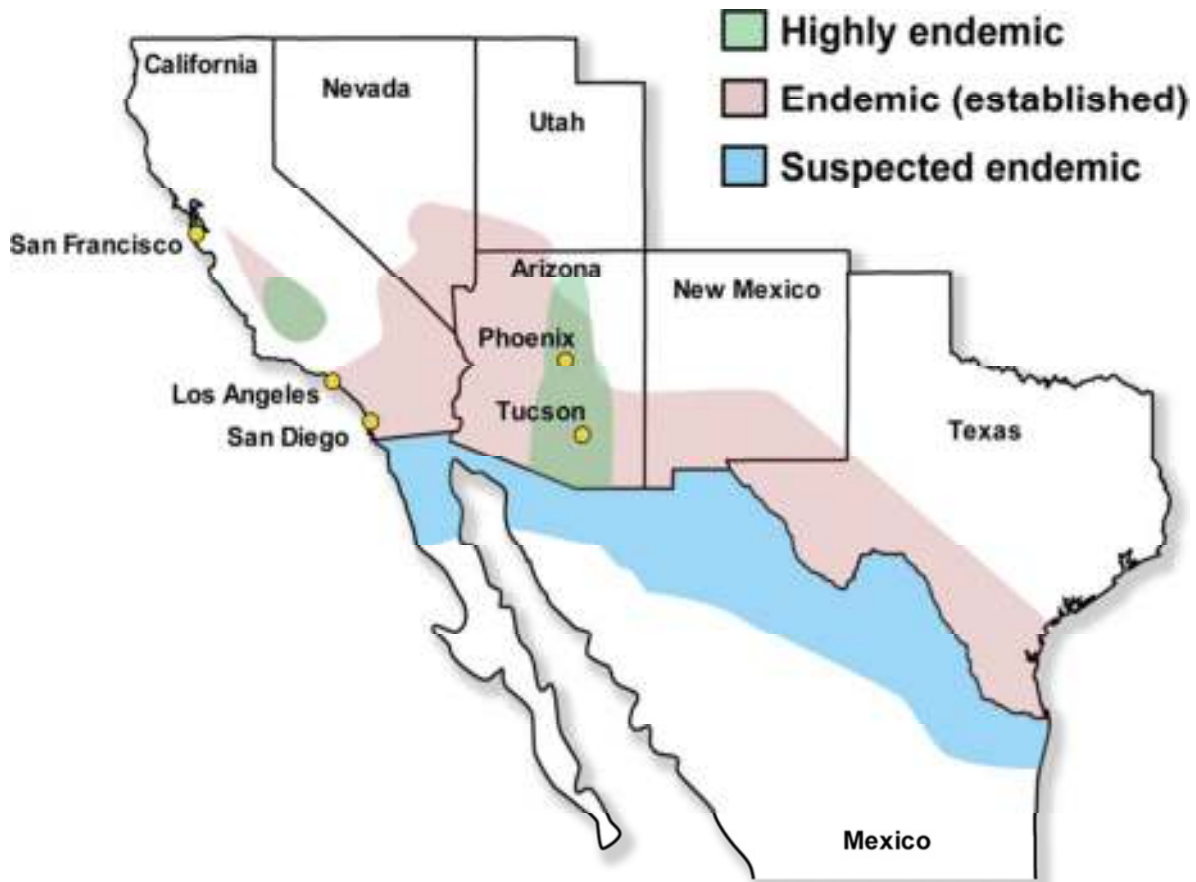 Highly endemic
Endemic (established)
Suspected endemic
California
Nevada
Utah
San Francisco
Arizona
New Mexico
Phoenix
Los Angeles
Tucson
San Diego
Texas
Mexico